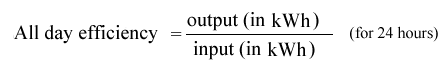 All day efficiency = output (in kWh) / input (in kWh) (for 24 hours)